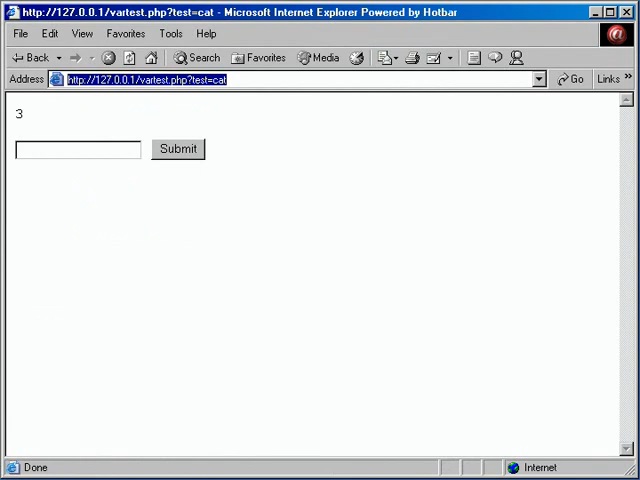 http://127.0.0.1/vartest.php?test=cat - Microsoft Internet Explorer Powered by Hotbar
File Edit View Favorites Tools Help
Back Search Favorites Media
Address http://127.0.0.1/vartest.php?test=cat Go Links »
3
Submit
Done Internet